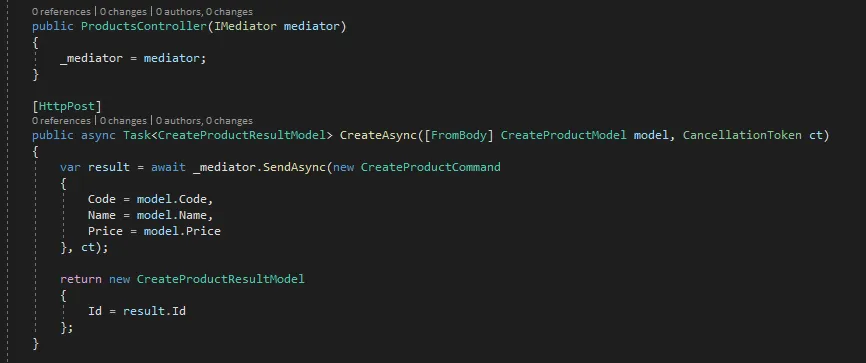 0 references | 0 changes | 0 authors, 0 changes
public ProductsController(IMediator mediator)
{
    _mediator = mediator;
}
[HttpPost]
0 references | 0 changes | 0 authors, 0 changes
public async Task<CreateProductResultModel> CreateAsync([FromBody] CreateProductModel model, CancellationToken ct)
{
    var result = await _mediator.SendAsync(new CreateProductCommand
    {
        Code = model.Code,
        Name = model.Name,
        Price = model.Price
    }, ct);
    return new CreateProductResultModel
    {
        Id = result.Id
    };
}